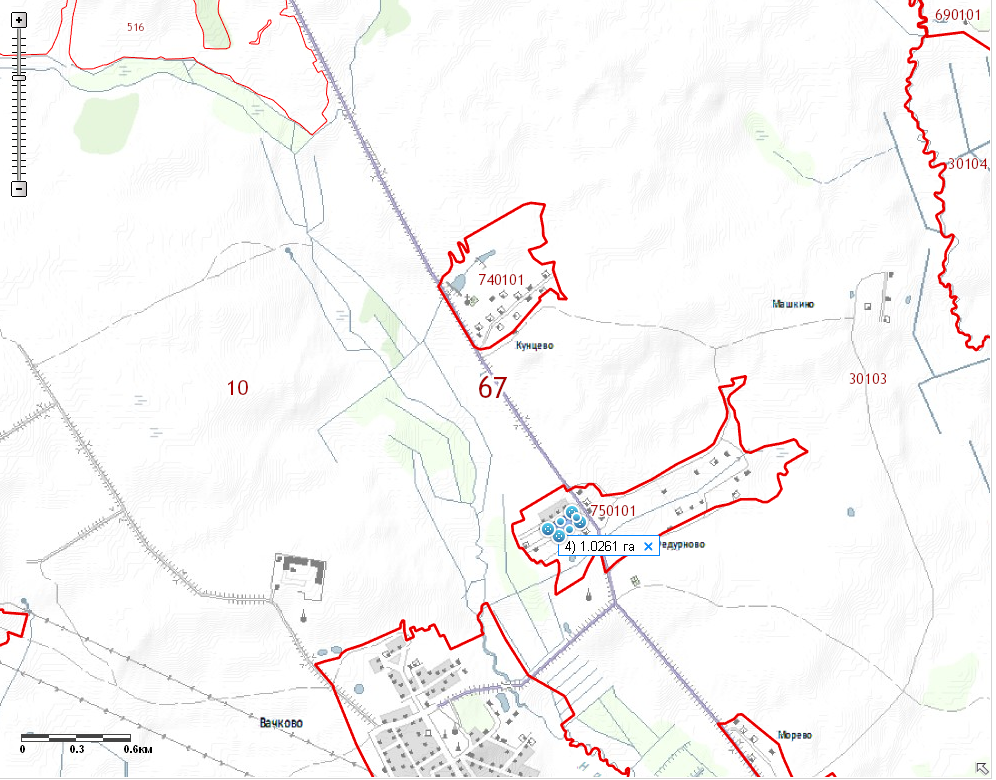 +
690101
516
30104
-
740101
Машкино
Кунцево
30103
10
67
750101
4) 1.0261 га ×
едурново
Вачково
Морево
0 0.3 0.6км